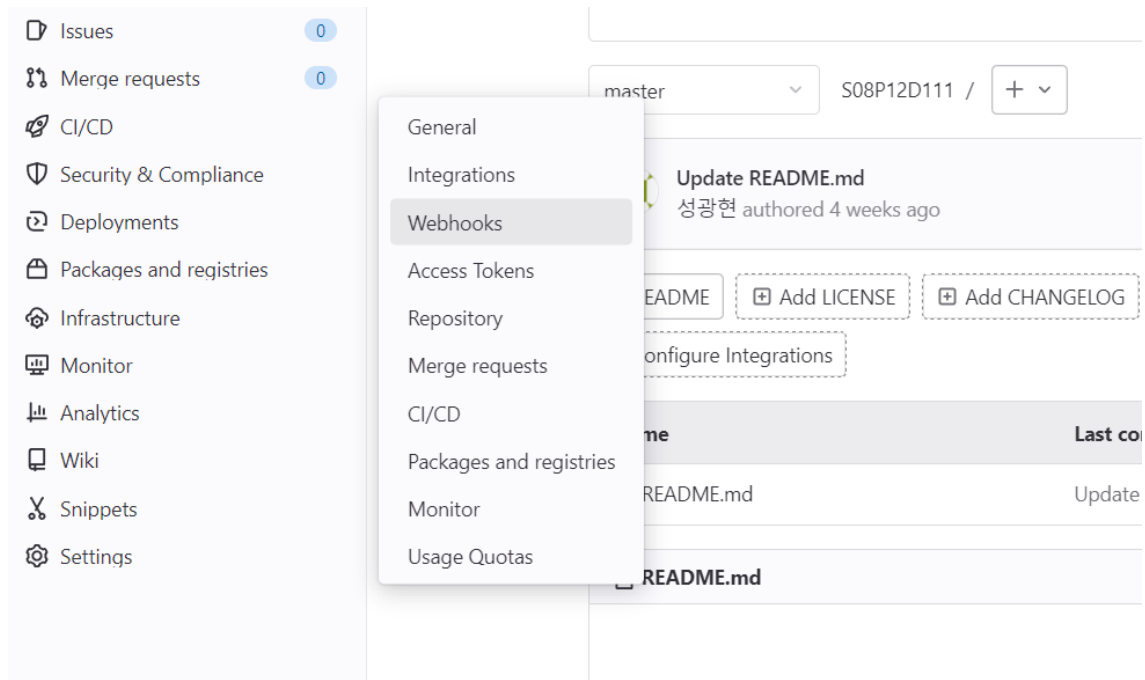 Issues 0
Merge requests 0
CI/CD
Security & Compliance
Deployments
Packages and registries
Infrastructure
Monitor
Analytics
Wiki
Snippets
Settings
General
Integrations
Webhooks
Access Tokens
Repository
Merge requests
CI/CD
Packages and registries
Monitor
Usage Quotas
master S08P12D111 /
Update README.md
성광현 authored 4 weeks ago
EADME Add LICENSE Add CHANGELOG
onfigure Integrations
me Last co
README.md Update
README.md